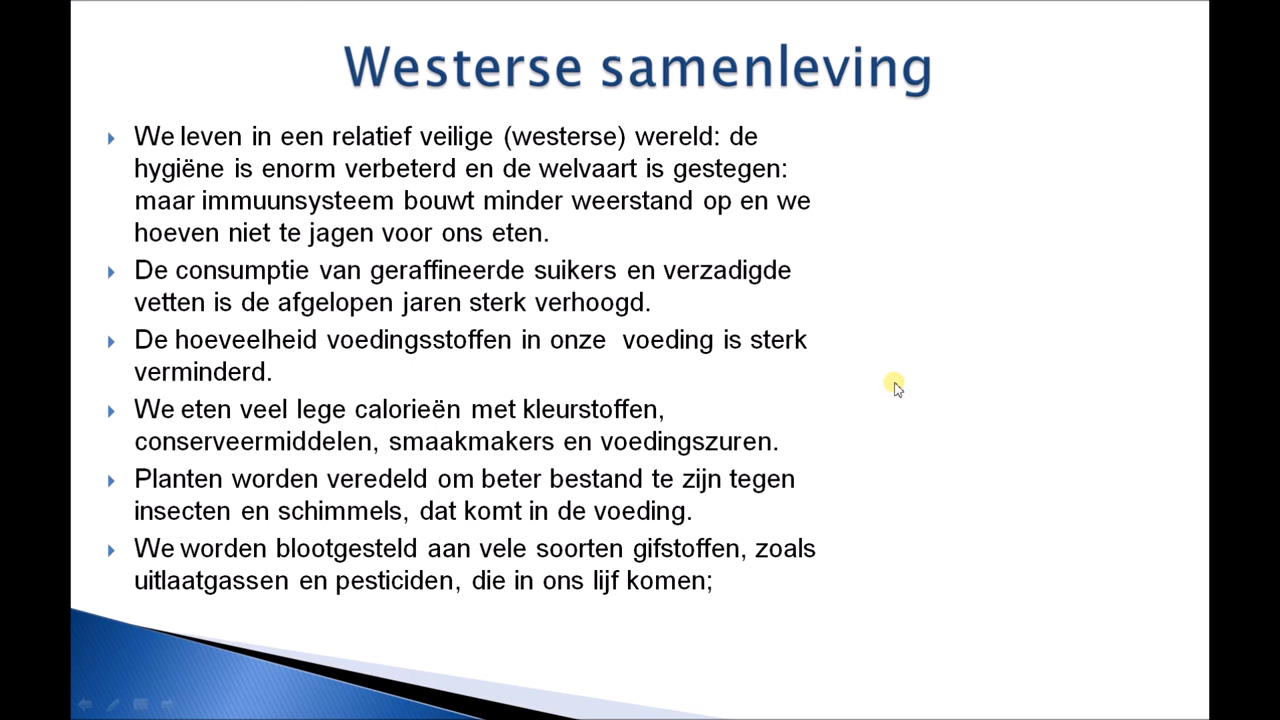 Westerse samenleving
We leven in een relatief veilige (westerse) wereld: de
hygiëne is enorm verbeterd en de welvaart is gestegen:
maar immuunsysteem bouwt minder weerstand op en we
hoeven niet te jagen voor ons eten.
De consumptie van geraffineerde suikers en verzadigde
vetten is de afgelopen jaren sterk verhoogd.
De hoeveelheid voedingsstoffen in onze voeding is sterk
verminderd.
We eten veel lege calorieën met kleurstoffen,
conserveermiddelen, smaakmakers en voedingszuren.
Planten worden veredeld om beter bestand te zijn tegen
insecten en schimmels, dat komt in de voeding.
We worden blootgesteld aan vele soorten gifstoffen, zoals
uitlaatgassen en pesticiden, die in ons lijf komen;